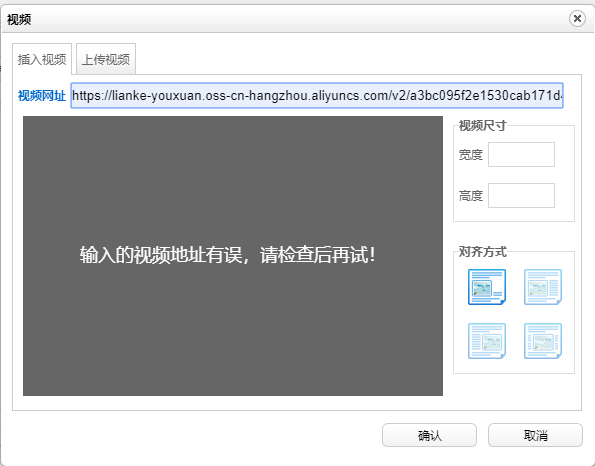 视频
插入视频
上传视频
视频网址 https://lianke-youxuan.oss-cn-hangzhou.aliyuncs.com/v2/a3bc095f2e1530cab171d
输入的视频地址有误，请检查后再试！
视频尺寸
宽度
高度
对齐方式
确认
取消